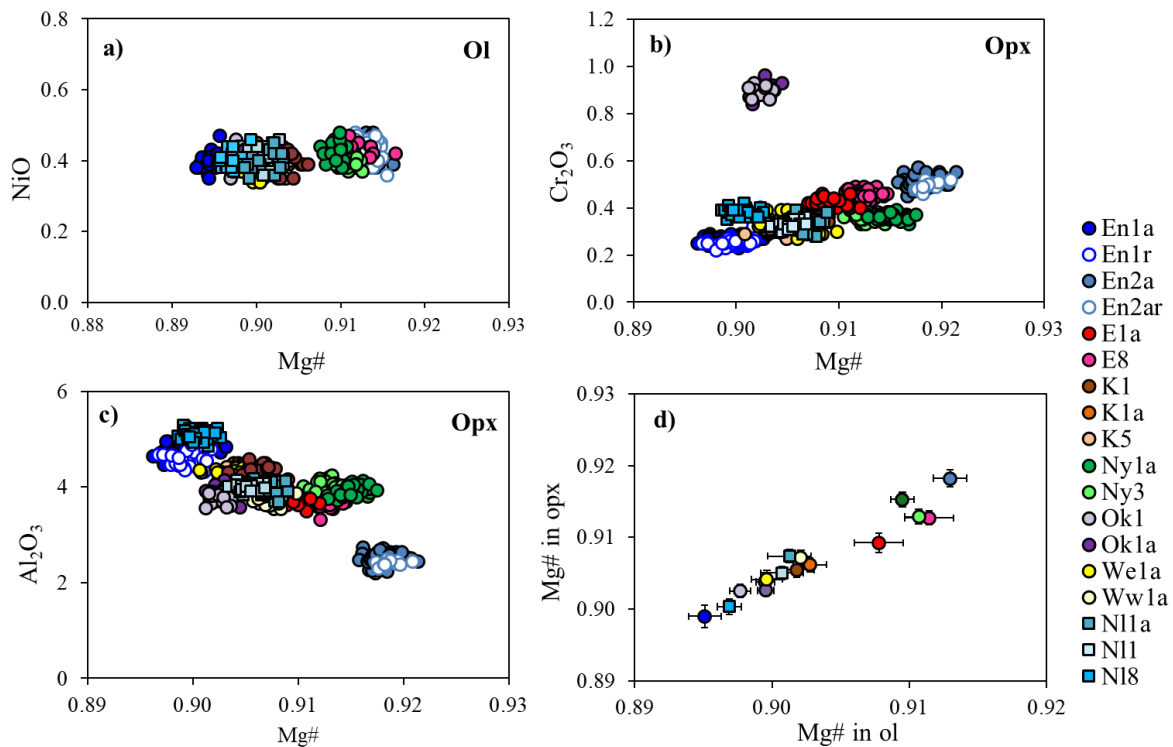 a)
Ol
0.8
0.6
0.4
0.2
0.0
NiO
0.88
0.89
0.90
0.91
0.92
0.93
Mg#
b)
Opx
1.2
1.0
0.8
0.6
0.4
0.2
0.0
Cr₂O₃
0.89
0.90
0.91
0.92
0.93
Mg#
c)
Opx
6
4
2
0
Al₂O₃
0.89
0.90
0.91
0.92
0.93
Mg#
d)
0.93
0.92
0.91
0.90
0.89
Mg# in opx
0.89
0.90
0.91
0.92
Mg# in ol
En1a
En1r
En2a
En2ar
E1a
E8
K1
K1a
K5
Ny1a
Ny3
Ok1
Ok1a
We1a
Ww1a
Nl1a
Nl1
Nl8